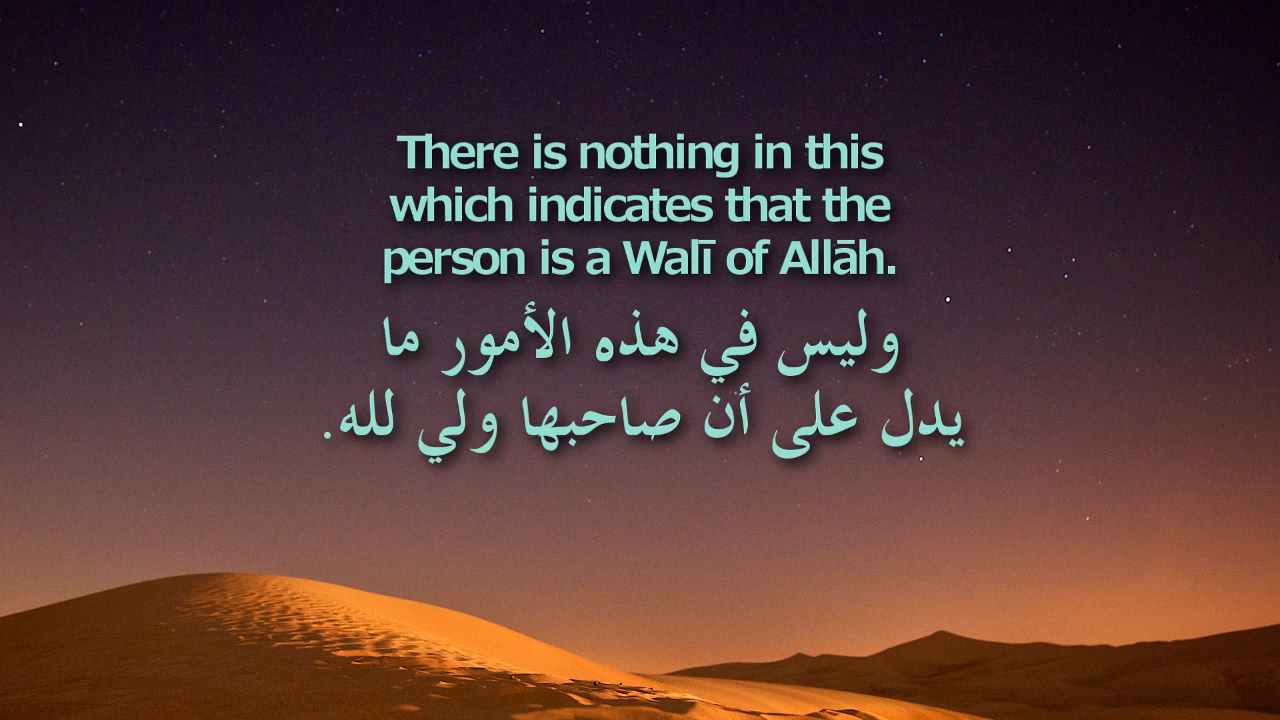 There is nothing in this
which indicates that the
person is a Walī of Allāh.
وليس في هذه الأمور ما
يدل على أن صاحبها ولي لله.